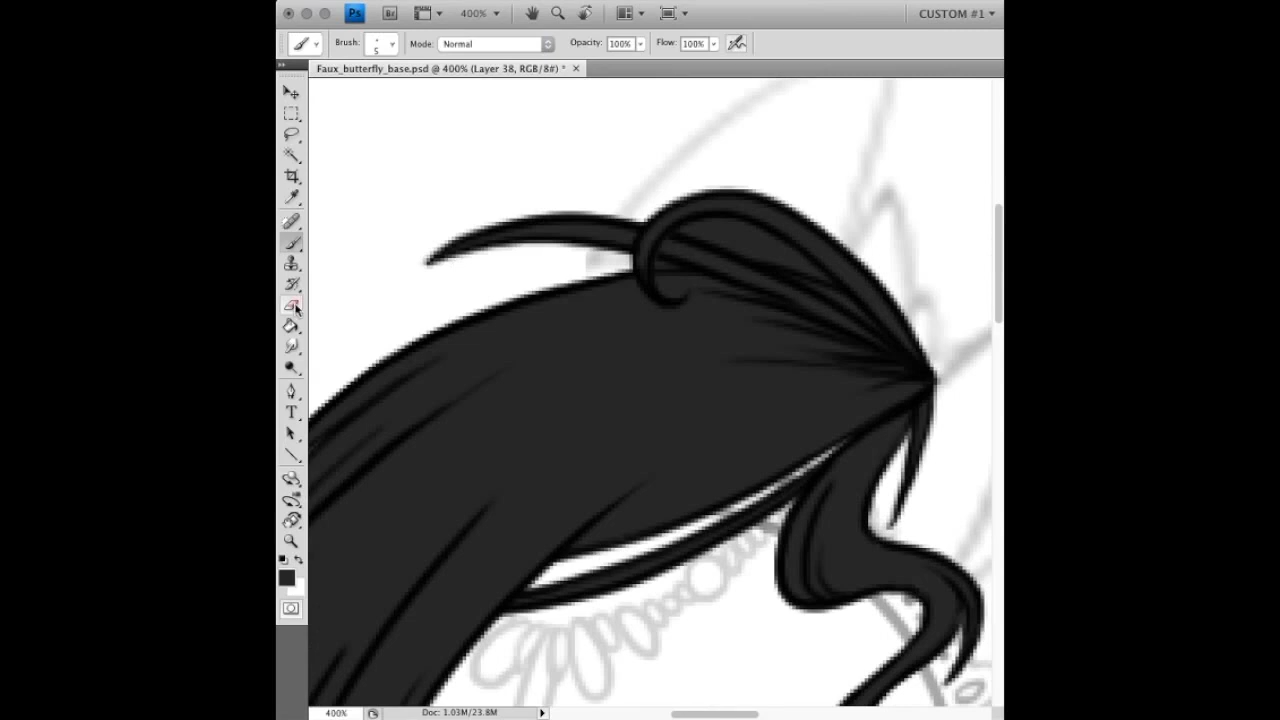 Ps Br 400% CUSTOM #1
Brush: 5 Mode: Normal Opacity: 100% Flow: 100%
Faux_butterfly_base.psd @ 400% (Layer 38, RGB/8#) *
T
400% Doc: 1.03M/23.8M